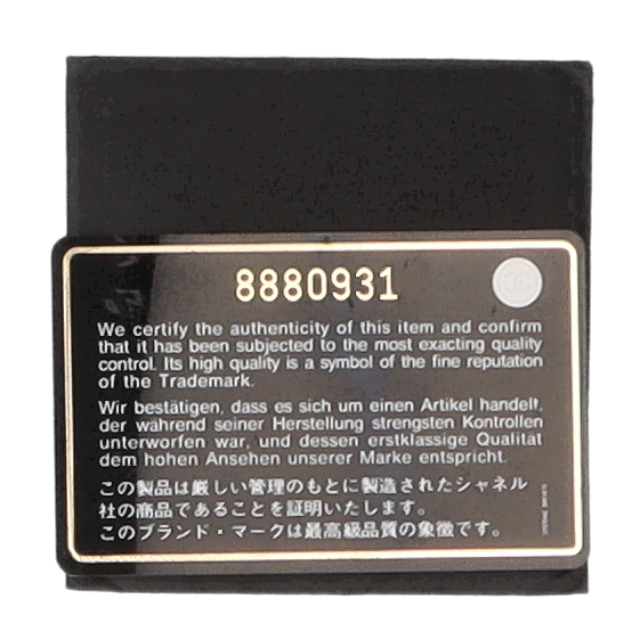 8880931
We certify the authenticity of this item and confirm
that it has been subjected to the most exacting quality
control. Its high quality is a symbol of the fine reputation
of the Trademark.
Wir bestätigen, dass es sich um einen Artikel handelt,
der während seiner Herstellung strengsten Kontrollen
unterworfen war, und dessen erstklassige Qualität
dem hohen Ansehen unserer Marke entspricht.
この製品は厳しい管理のもとに製造されたシャネル
社の商品であることを証明いたします。
このブランド・マークは最高級品質の象徴です。